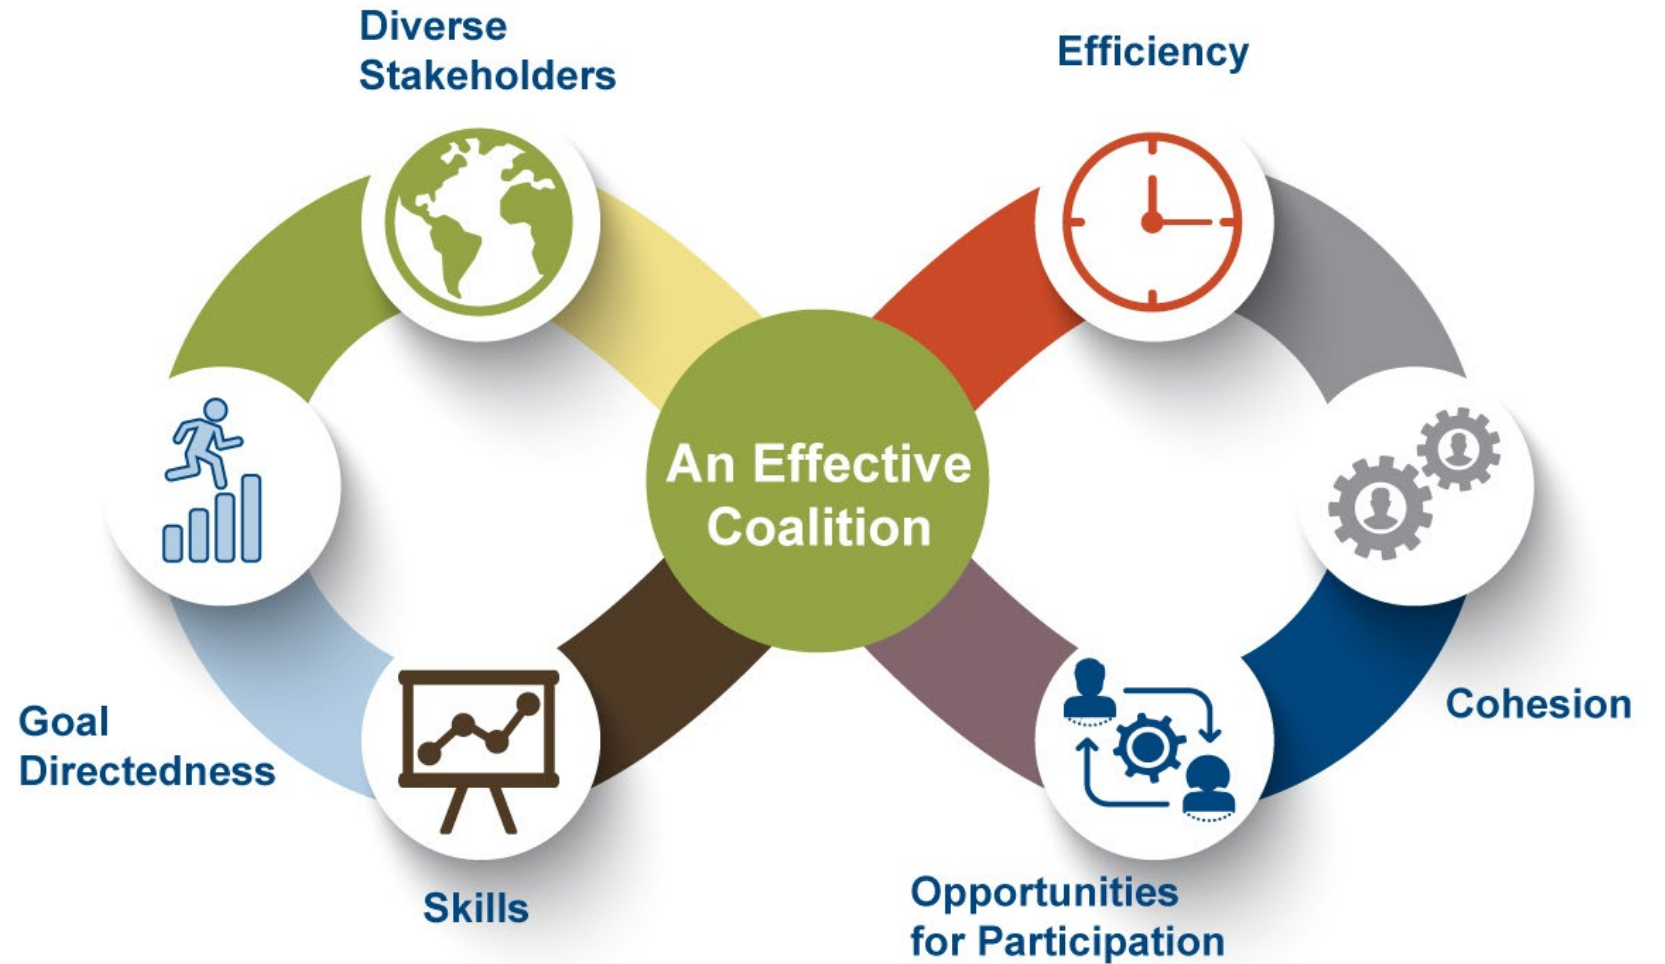 Diverse
Stakeholders
Efficiency
An Effective
Coalition
Goal
Directedness
Cohesion
Skills
Opportunities
for Participation